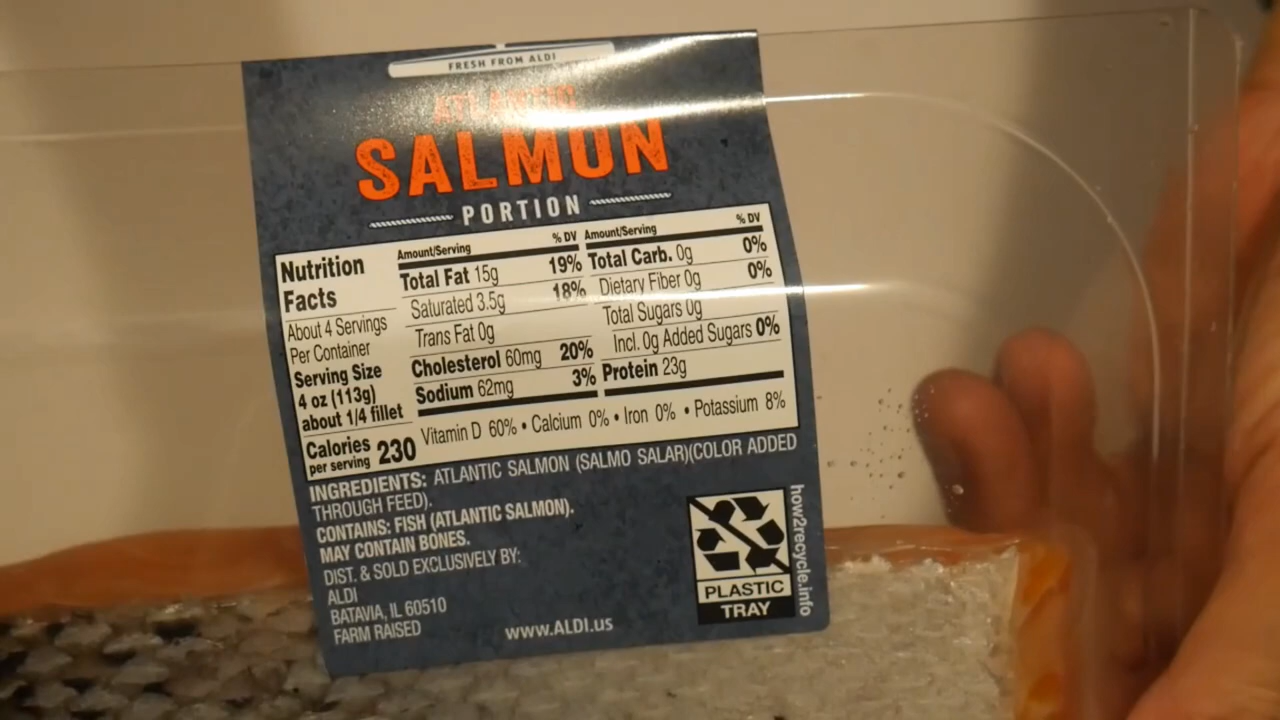 FRESH FROM ALDI
ATLANTIC
SALMON
PORTION
Nutrition
Facts
About 4 Servings
Per Container
Serving Size
4 oz (113g)
about 1/4 fillet
Calories 230
per serving
Amount/Serving % DV
Total Fat 15g 19%
Saturated 3.5g 18%
Trans Fat 0g
Cholesterol 60mg 20%
Sodium 62mg 3%
Amount/Serving % DV
Total Carb. 0g 0%
Dietary Fiber 0g 0%
Total Sugars 0g
Incl. 0g Added Sugars 0%
Protein 23g
Vitamin D 60% • Calcium 0% • Iron 0% • Potassium 8%
INGREDIENTS: ATLANTIC SALMON (SALMO SALAR)(COLOR ADDED
THROUGH FEED).
CONTAINS: FISH (ATLANTIC SALMON).
MAY CONTAIN BONES.
DIST. & SOLD EXCLUSIVELY BY:
ALDI
BATAVIA, IL 60510
FARM RAISED
WWW.ALDI.US
PLASTIC
TRAY
how2recycle.info